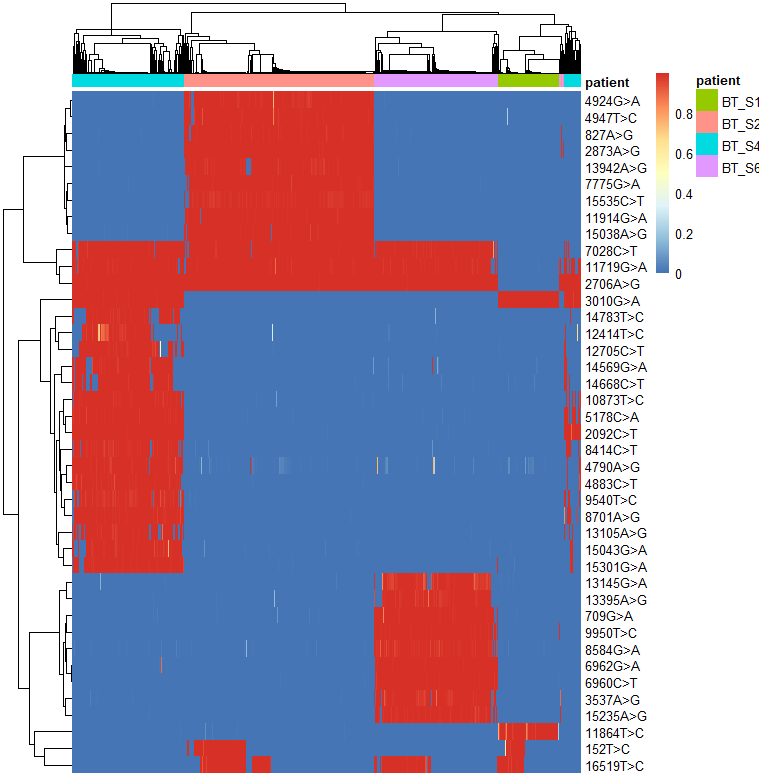 patient
4924G>A
4947T>C
827A>G
2873A>G
13942A>G
7775G>A
15535C>T
11914G>A
15038A>G
7028C>T
11719G>A
2706A>G
3010G>A
14783T>C
12414T>C
12705C>T
14569G>A
14668C>T
10873T>C
5178C>A
2092C>T
8414C>T
4790A>G
4883C>T
9540T>C
8701A>G
13105A>G
15043G>A
15301G>A
13145G>A
13395A>G
709G>A
9950T>C
8584G>A
6962G>A
6960C>T
3537A>G
15235A>G
11864T>C
152T>C
16519T>C
0.8
0.6
0.4
0.2
0
patient
BT_S1
BT_S2
BT_S4
BT_S6